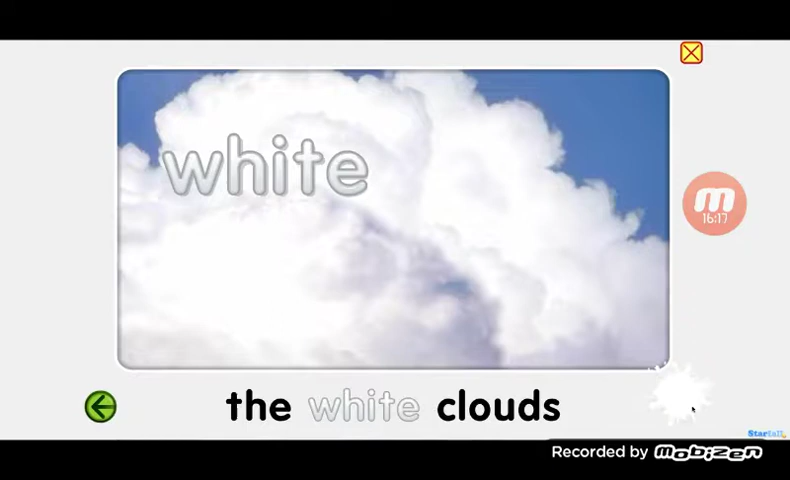 white
m
16:17
the white clouds
Starfall
Recorded by mobizen